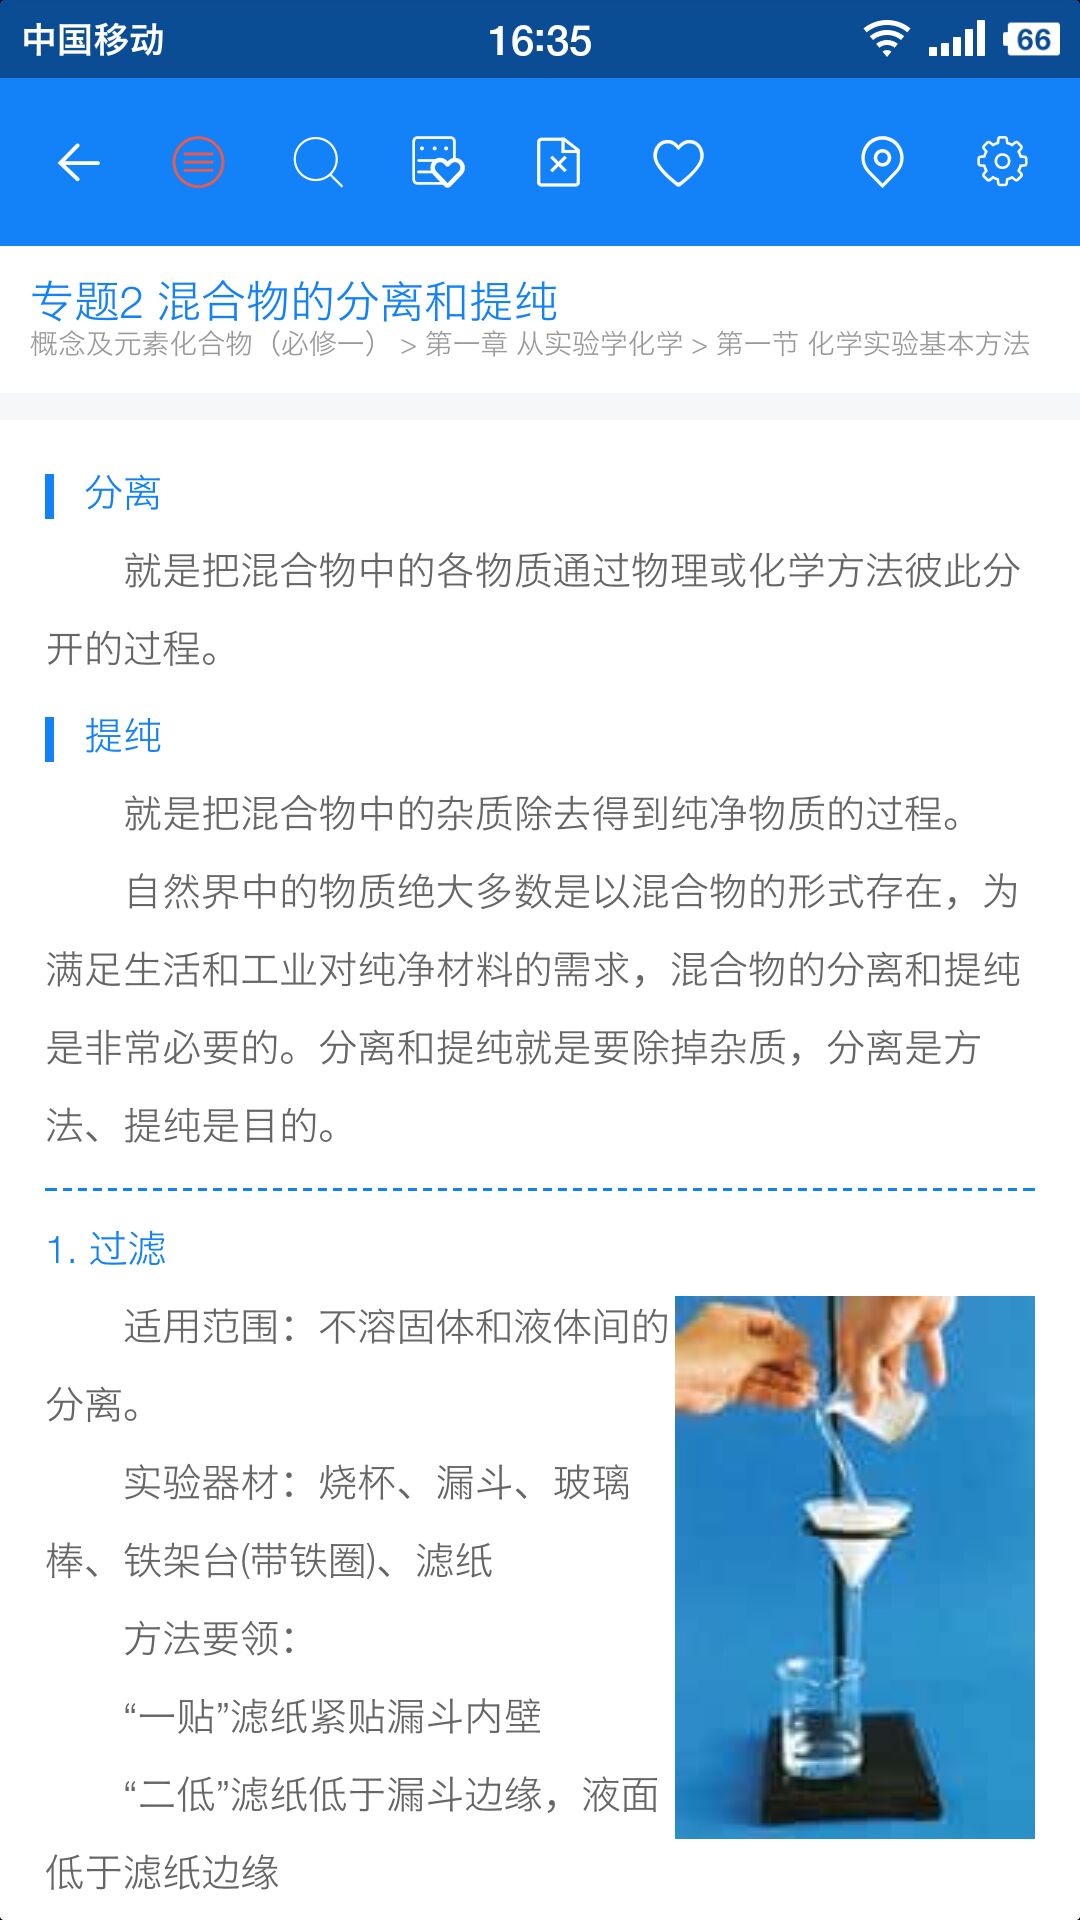 中国移动 16:35 66
专题2 混合物的分离和提纯
概念及元素化合物（必修一） > 第一章 从实验学化学 > 第一节 化学实验基本方法
分离
就是把混合物中的各物质通过物理或化学方法彼此分
开的过程。
提纯
就是把混合物中的杂质除去得到纯净物质的过程。
自然界中的物质绝大多数是以混合物的形式存在，为
满足生活和工业对纯净材料的需求，混合物的分离和提纯
是非常必要的。分离和提纯就是要除掉杂质，分离是方
法、提纯是目的。
1. 过滤
适用范围：不溶固体和液体间的
分离。
实验器材：烧杯、漏斗、玻璃
棒、铁架台(带铁圈)、滤纸
方法要领：
“一贴”滤纸紧贴漏斗内壁
“二低”滤纸低于漏斗边缘，液面
低于滤纸边缘